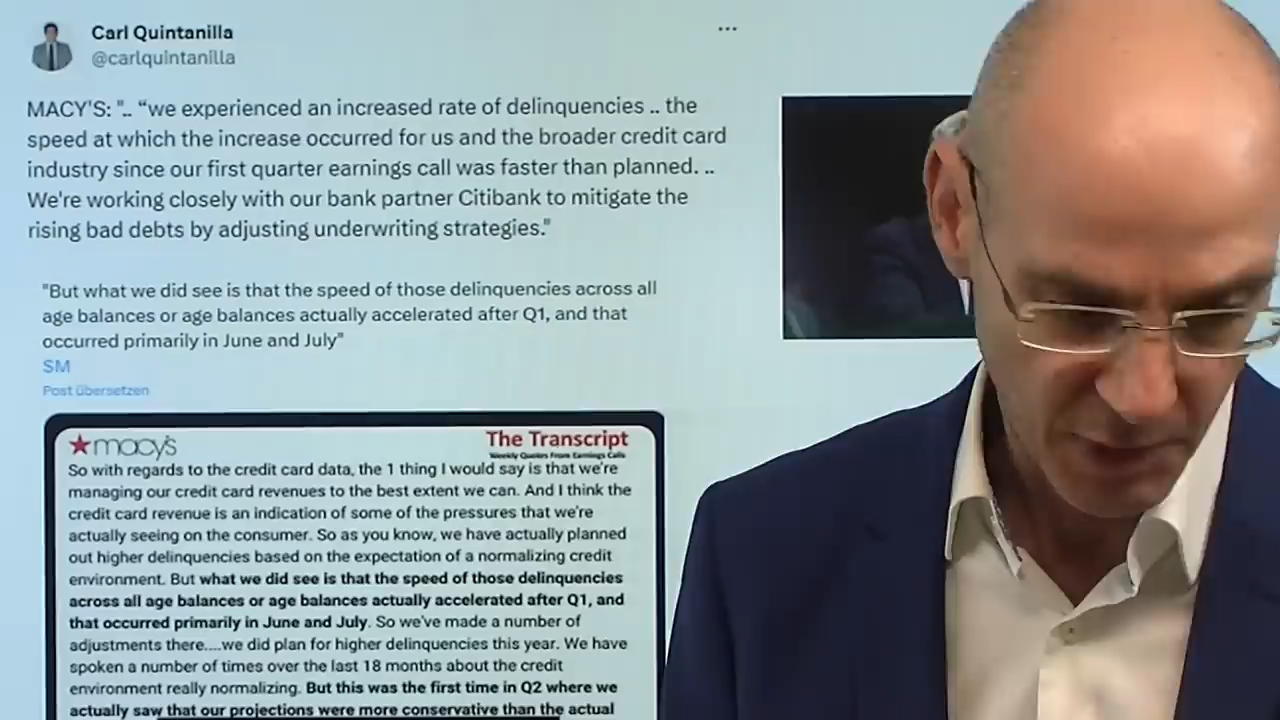 Carl Quintanilla
@carlquintanilla
...
MACY'S: ".. “we experienced an increased rate of delinquencies .. the
speed at which the increase occurred for us and the broader credit card
industry since our first quarter earnings call was faster than planned. ..
We're working closely with our bank partner Citibank to mitigate the
rising bad debts by adjusting underwriting strategies."
"But what we did see is that the speed of those delinquencies across all
age balances or age balances actually accelerated after Q1, and that
occurred primarily in June and July"
SM
Post übersetzen
★macy's
The Transcript
Weekly Quotes From Earnings Calls
So with regards to the credit card data, the 1 thing I would say is that we're
managing our credit card revenues to the best extent we can. And I think the
credit card revenue is an indication of some of the pressures that we're
actually seeing on the consumer. So as you know, we have actually planned
out higher delinquencies based on the expectation of a normalizing credit
environment. But what we did see is that the speed of those delinquencies
across all age balances or age balances actually accelerated after Q1, and
that occurred primarily in June and July. So we've made a number of
adjustments there....we did plan for higher delinquencies this year. We have
spoken a number of times over the last 18 months about the credit
environment really normalizing. But this was the first time in Q2 where we
actually saw that our projections were more conservative than the actual